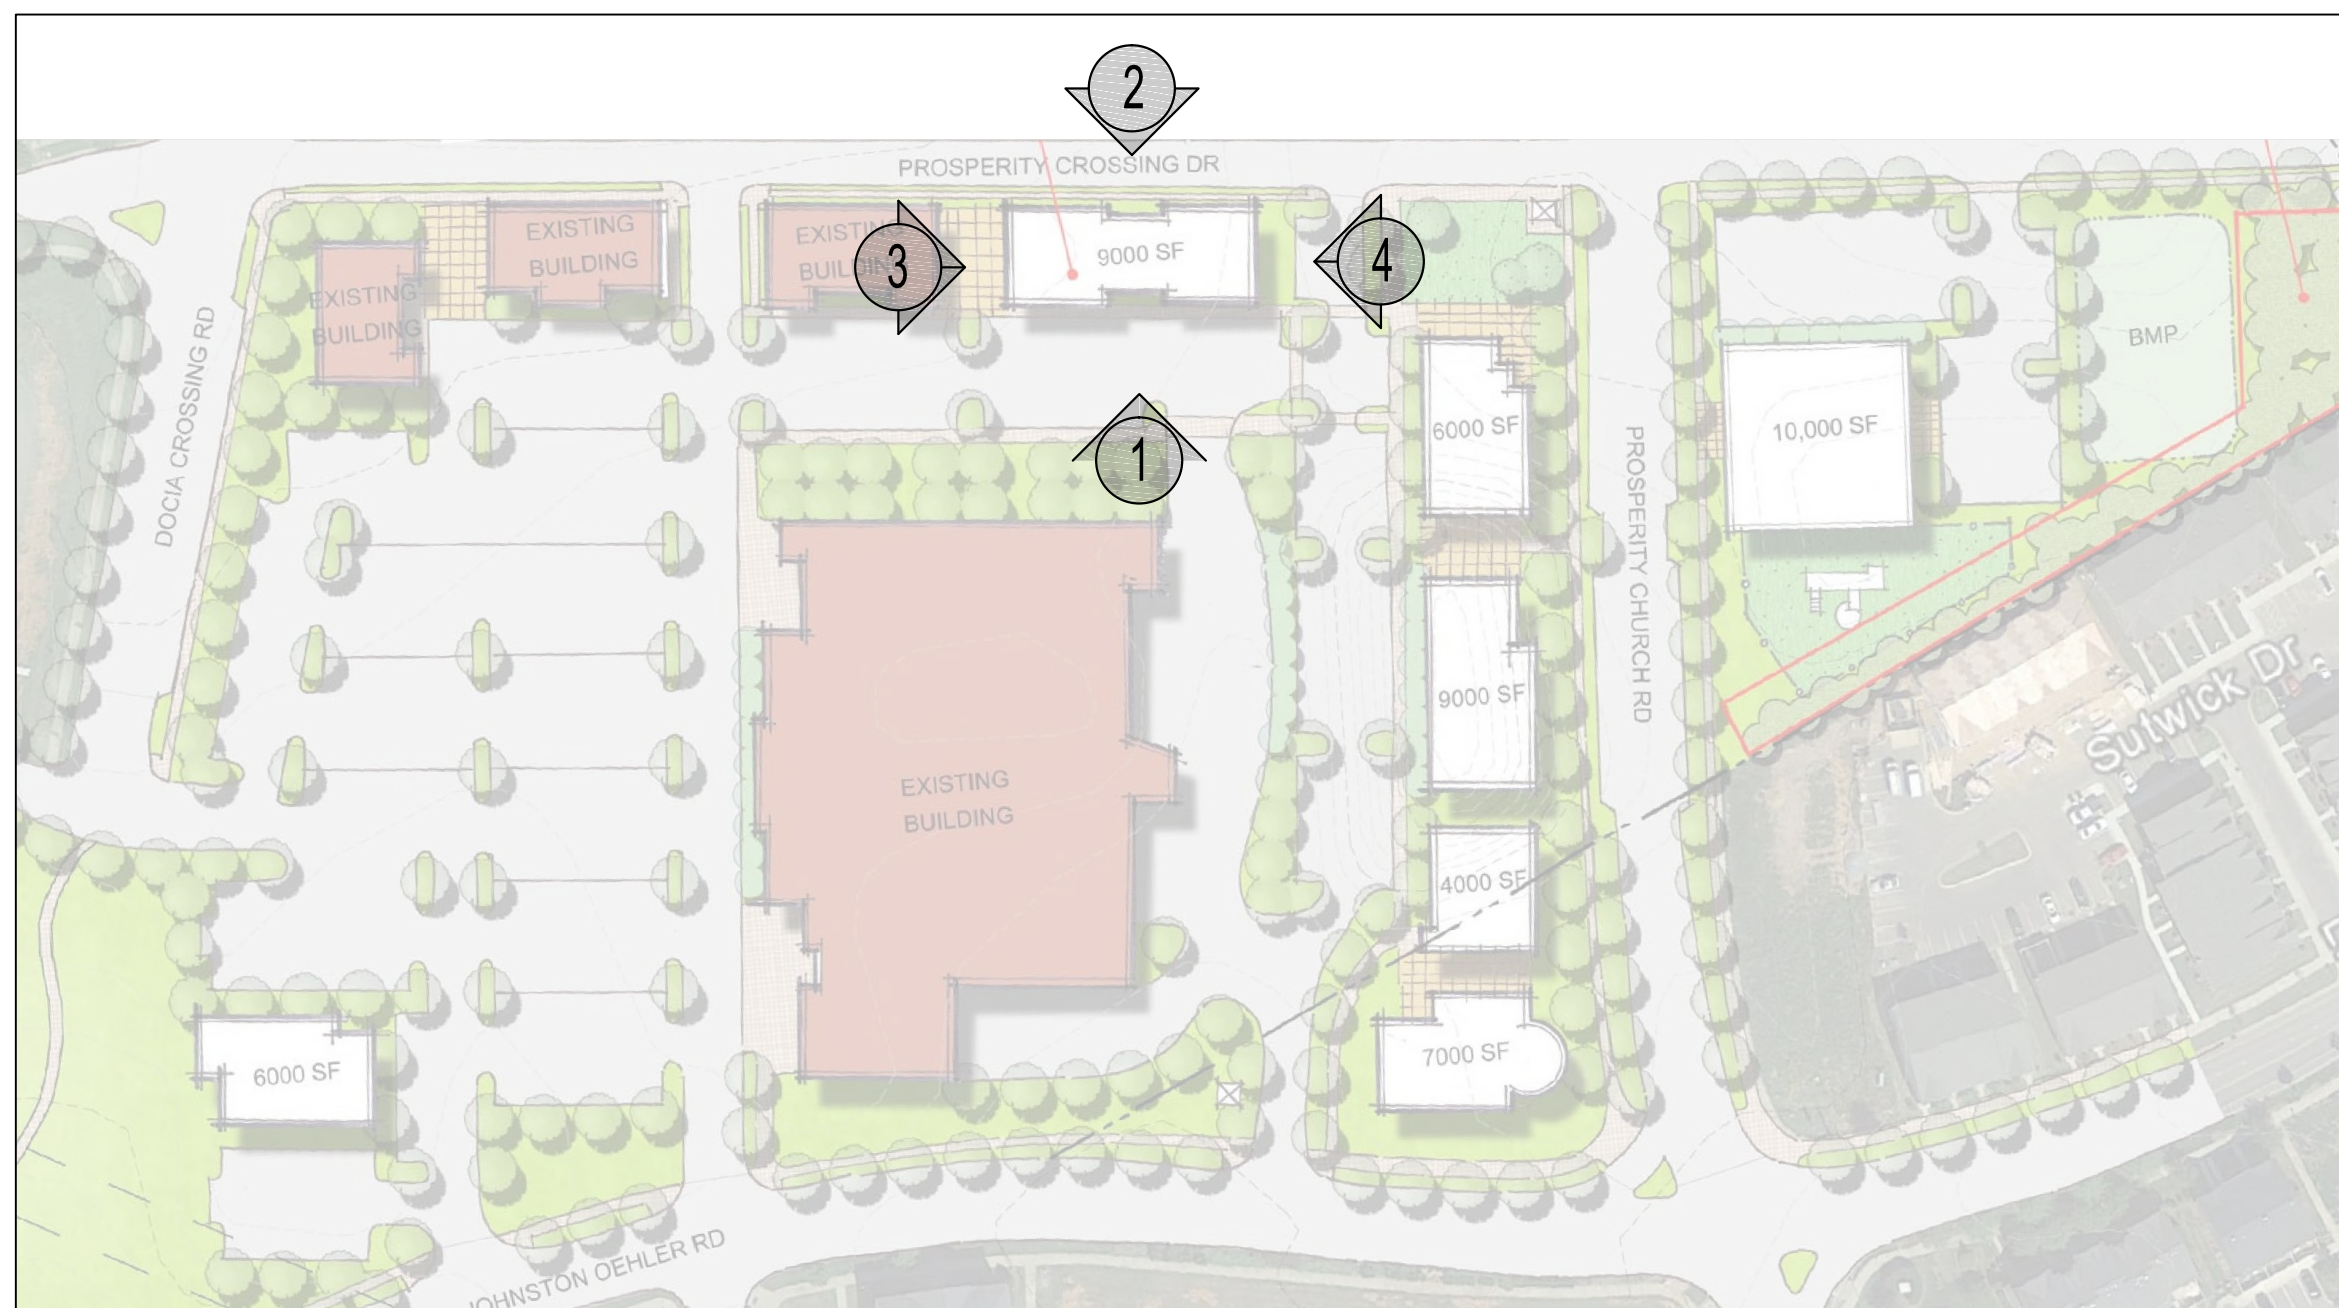 2
PROSPERITY CROSSING DR
EXISTING
BUILDING
EXISTING
BUILDING
3
9000 SF
4
EXISTING
BUILDING
DOCIA CROSSING RD
1
6000 SF
PROSPERITY CHURCH RD
10,000 SF
BMP
9000 SF
Sutwick Dr
EXISTING
BUILDING
4000 SF
7000 SF
6000 SF
JOHNSTON OEHLER RD